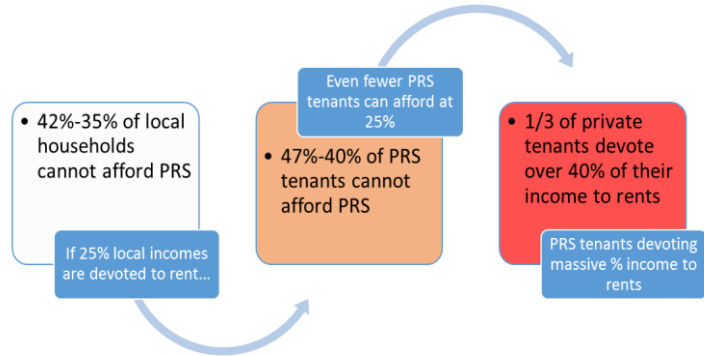 • 42%-35% of local
households
cannot afford PRS
If 25% local incomes
are devoted to rent…
Even fewer PRS
tenants can afford at
25%
• 47%-40% of PRS
tenants cannot
afford PRS
• 1/3 of private
tenants devote
over 40% of their
income to rents
PRS tenants devoting
massive % income to
rents